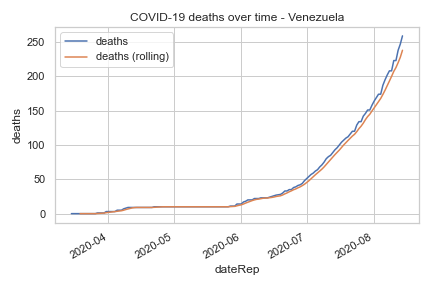 COVID-19 deaths over time - Venezuela
deaths
deaths (rolling)
250
200
150
100
50
0
deaths
2020-04
2020-05
2020-06
2020-07
2020-08
dateRep